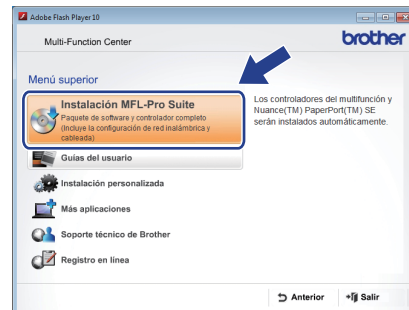 Adobe Flash Player 10
Multi-Function Center
brother
Menú superior
Instalación MFL-Pro Suite
Paquete de software y controlador completo
(Incluye la configuración de red inalámbrica y
cableada)
Los controladores del multifunción y
Nuance(TM) PaperPort(TM) SE
serán instalados automáticamente.
Guías del usuario
Instalación personalizada
Más aplicaciones
Soporte técnico de Brother
Registro en línea
Anterior
Salir